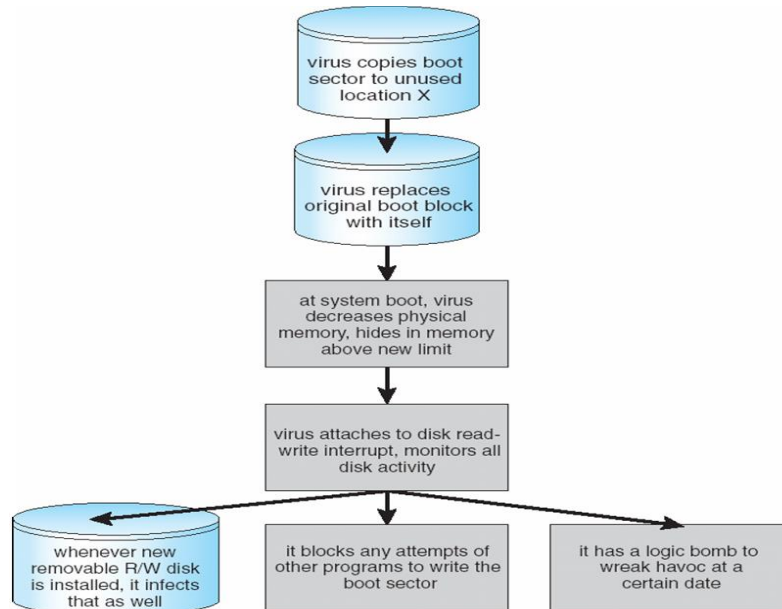 virus copies boot
sector to unused
location X
virus replaces
original boot block
with itself
at system boot, virus
decreases physical
memory, hides in memory
above new limit
virus attaches to disk read-
write interrupt, monitors all
disk activity
whenever new
removable R/W disk
is installed, it infects
that as well
it blocks any attempts of
other programs to write the
boot sector
it has a logic bomb to
wreak havoc at a
certain date